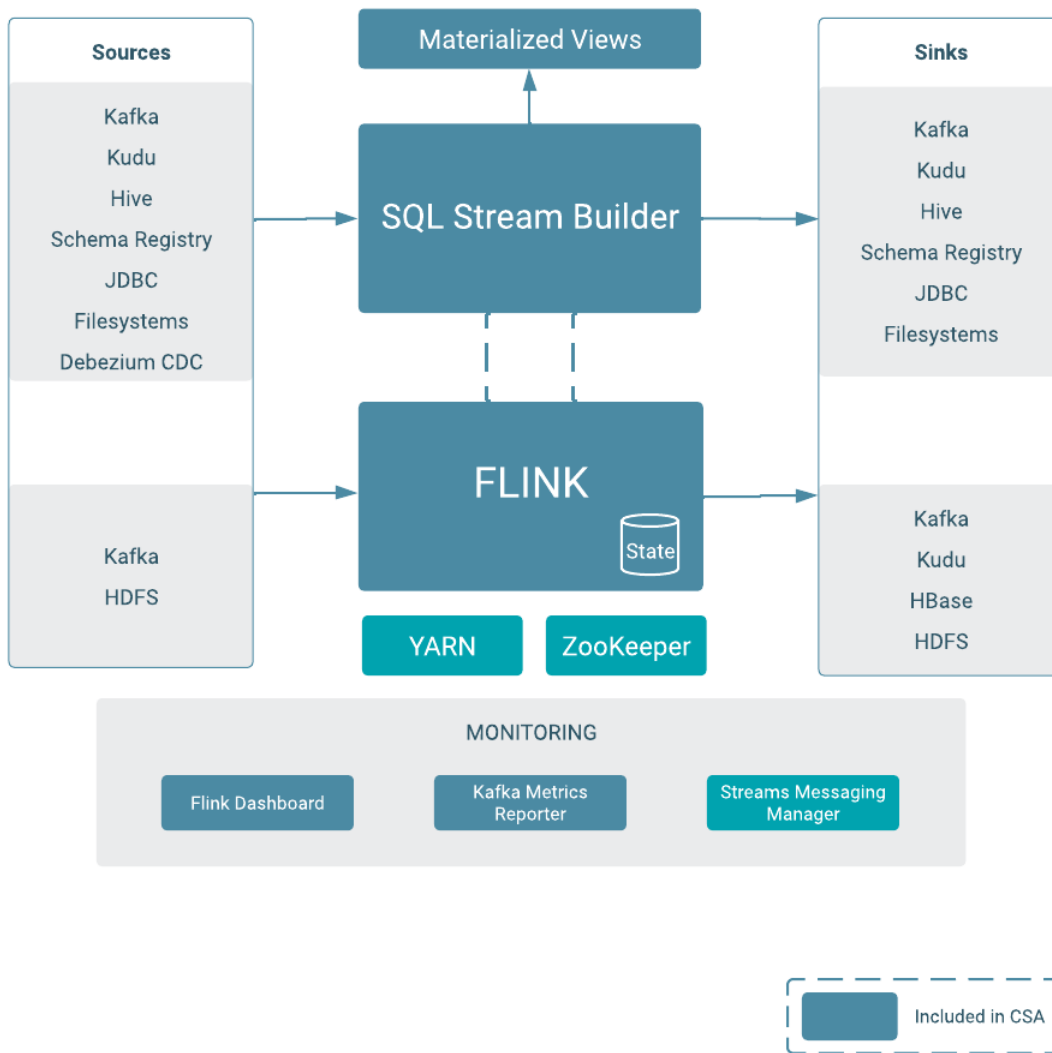 Sources
Kafka
Kudu
Hive
Schema Registry
JDBC
Filesystems
Debezium CDC
Kafka
HDFS
Materialized Views
SQL Stream Builder
FLINK
State
YARN
ZooKeeper
Sinks
Kafka
Kudu
Hive
Schema Registry
JDBC
Filesystems
Kafka
Kudu
HBase
HDFS
MONITORING
Flink Dashboard
Kafka Metrics
Reporter
Streams Messaging
Manager
Included in CSA